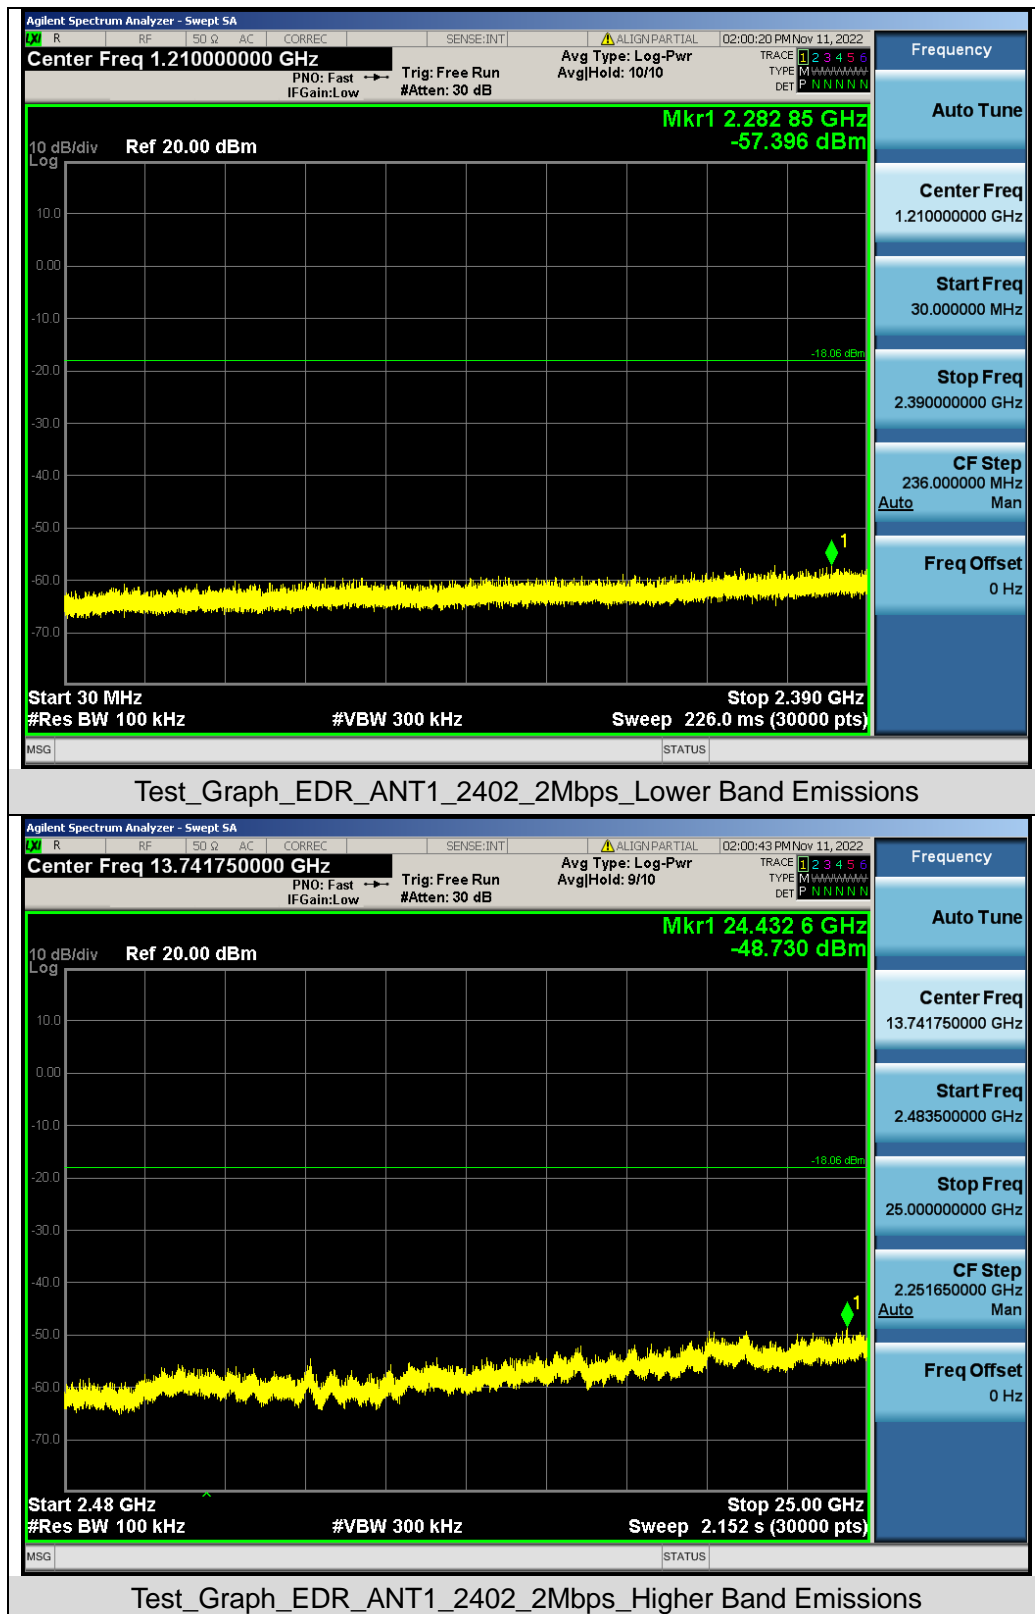 Agilent Spectrum Analyzer - Swept SA
LXI R RF 50 Ω AC CORREC SENSE:INT ALIGN PARTIAL 02:00:20 PM Nov 11, 2022
Center Freq 1.210000000 GHz
PNO: Fast
IFGain:Low
Trig: Free Run
#Atten: 30 dB
Avg Type: Log-Pwr
Avg|Hold: 10/10
TRACE 1 2 3 4 5 6
TYPE M WWWWW
DET P N N N N N
Frequency
Mkr1 2.282 85 GHz
-57.396 dBm
10 dB/div Ref 20.00 dBm
Log
10.0
0.00
-10.0
-18.06 dBm
-20.0
-30.0
-40.0
-50.0
1
-60.0
-70.0
Start 30 MHz Stop 2.390 GHz
#Res BW 100 kHz #VBW 300 kHz Sweep 226.0 ms (30000 pts)
MSG STATUS
Auto Tune
Center Freq
1.210000000 GHz
Start Freq
30.000000 MHz
Stop Freq
2.390000000 GHz
CF Step
236.000000 MHz
Auto Man
Freq Offset
0 Hz
Test_Graph_EDR_ANT1_2402_2Mbps_Lower Band Emissions
Agilent Spectrum Analyzer - Swept SA
LXI R RF 50 Ω AC CORREC SENSE:INT ALIGN PARTIAL 02:00:43 PM Nov 11, 2022
Center Freq 13.741750000 GHz
PNO: Fast
IFGain:Low
Trig: Free Run
#Atten: 30 dB
Avg Type: Log-Pwr
Avg|Hold: 9/10
TRACE 1 2 3 4 5 6
TYPE M WWWWW
DET P N N N N N
Frequency
Mkr1 24.432 6 GHz
-48.730 dBm
10 dB/div Ref 20.00 dBm
Log
10.0
0.00
-10.0
-18.06 dBm
-20.0
-30.0
-40.0
1
-50.0
-60.0
-70.0
Start 2.48 GHz Stop 25.00 GHz
#Res BW 100 kHz #VBW 300 kHz Sweep 2.152 s (30000 pts)
MSG STATUS
Auto Tune
Center Freq
13.741750000 GHz
Start Freq
2.483500000 GHz
Stop Freq
25.000000000 GHz
CF Step
2.251650000 GHz
Auto Man
Freq Offset
0 Hz
Test_Graph_EDR_ANT1_2402_2Mbps_Higher Band Emissions